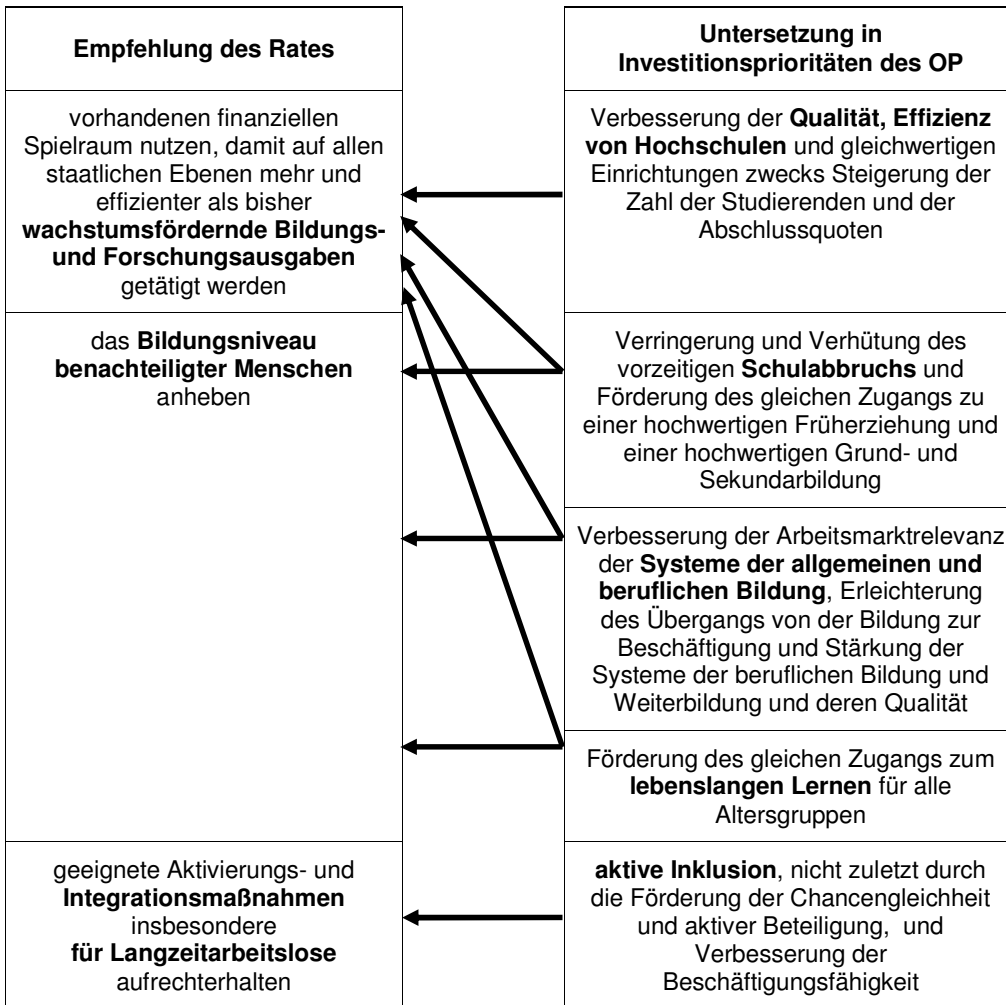 Empfehlung des Rates
Untersetzung in
Investitionsprioritäten des OP
vorhandenen finanziellen
Spielraum nutzen, damit auf allen
staatlichen Ebenen mehr und
effizienter als bisher
wachstumsfördernde Bildungs-
und Forschungsausgaben
getätigt werden
Verbesserung der Qualität, Effizienz
von Hochschulen und gleichwertigen
Einrichtungen zwecks Steigerung der
Zahl der Studierenden und der
Abschlussquoten
das Bildungsniveau
benachteiligter Menschen
anheben
Verringerung und Verhütung des
vorzeitigen Schulabbruchs und
Förderung des gleichen Zugangs zu
einer hochwertigen Früherziehung und
einer hochwertigen Grund- und
Sekundarbildung
Verbesserung der Arbeitsmarktrelevanz
der Systeme der allgemeinen und
beruflichen Bildung, Erleichterung
des Übergangs von der Bildung zur
Beschäftigung und Stärkung der
Systeme der beruflichen Bildung und
Weiterbildung und deren Qualität
Förderung des gleichen Zugangs zum
lebenslangen Lernen für alle
Altersgruppen
geeignete Aktivierungs- und
Integrationsmaßnahmen
insbesondere
für Langzeitarbeitslose
aufrechterhalten
aktive Inklusion, nicht zuletzt durch
die Förderung der Chancengleichheit
und aktiver Beteiligung, und
Verbesserung der
Beschäftigungsfähigkeit